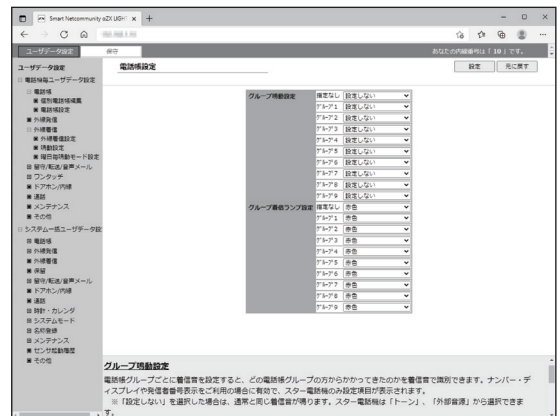 Smart Netcommunity αZX LIGHT
ユーザデータ設定
保守
あなたの内線番号は「 10 」です。
ユーザデータ設定
電話帳設定
設定
元に戻す
電話機毎ユーザデータ設定
電話帳
個別電話帳編集
電話帳設定
外線発信
外線着信
外線着信設定
鳴動設定
曜日毎鳴動モード設定
留守/転送/音声メール
ワンタッチ
ドアホン/内線
通話
メンテナンス
その他
システム一括ユーザデータ設
電話帳
外線発信
外線着信
保留
留守/転送/音声メール
ドアホン/内線
通話
時計・カレンダ
システムモード
名称登録
メンテナンス
センサ起動履歴
その他
グループ鳴動設定
指定なし 設定しない
グループ1 設定しない
グループ2 設定しない
グループ3 設定しない
グループ4 設定しない
グループ5 設定しない
グループ6 設定しない
グループ7 設定しない
グループ8 設定しない
グループ9 設定しない
グループ着信ランプ設定
指定なし 赤色
グループ1 赤色
グループ2 赤色
グループ3 赤色
グループ4 赤色
グループ5 赤色
グループ6 赤色
グループ7 赤色
グループ8 赤色
グループ9 赤色
グループ鳴動設定
電話帳グループごとに着信音を設定すると、どの電話帳グループの方からかかってきたのかを着信音で識別できます。ナンバー・デ
ィスプレイや発信者番号表示をご利用の場合に有効で、スター電話機のみ設定項目が表示されます。
※「設定しない」を選択した場合は、通常と同じ着信音が鳴ります。スター電話機は「トーン」、「外部音源」から選択できま
す。